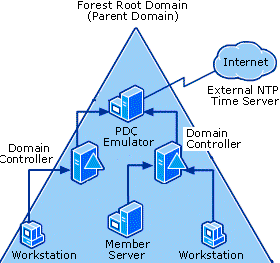 Forest Root Domain
(Parent Domain)
Internet
External NTP
Time Server
PDC
Emulator
Domain
Controller
Domain
Controller
Workstation
Member
Server
Workstation